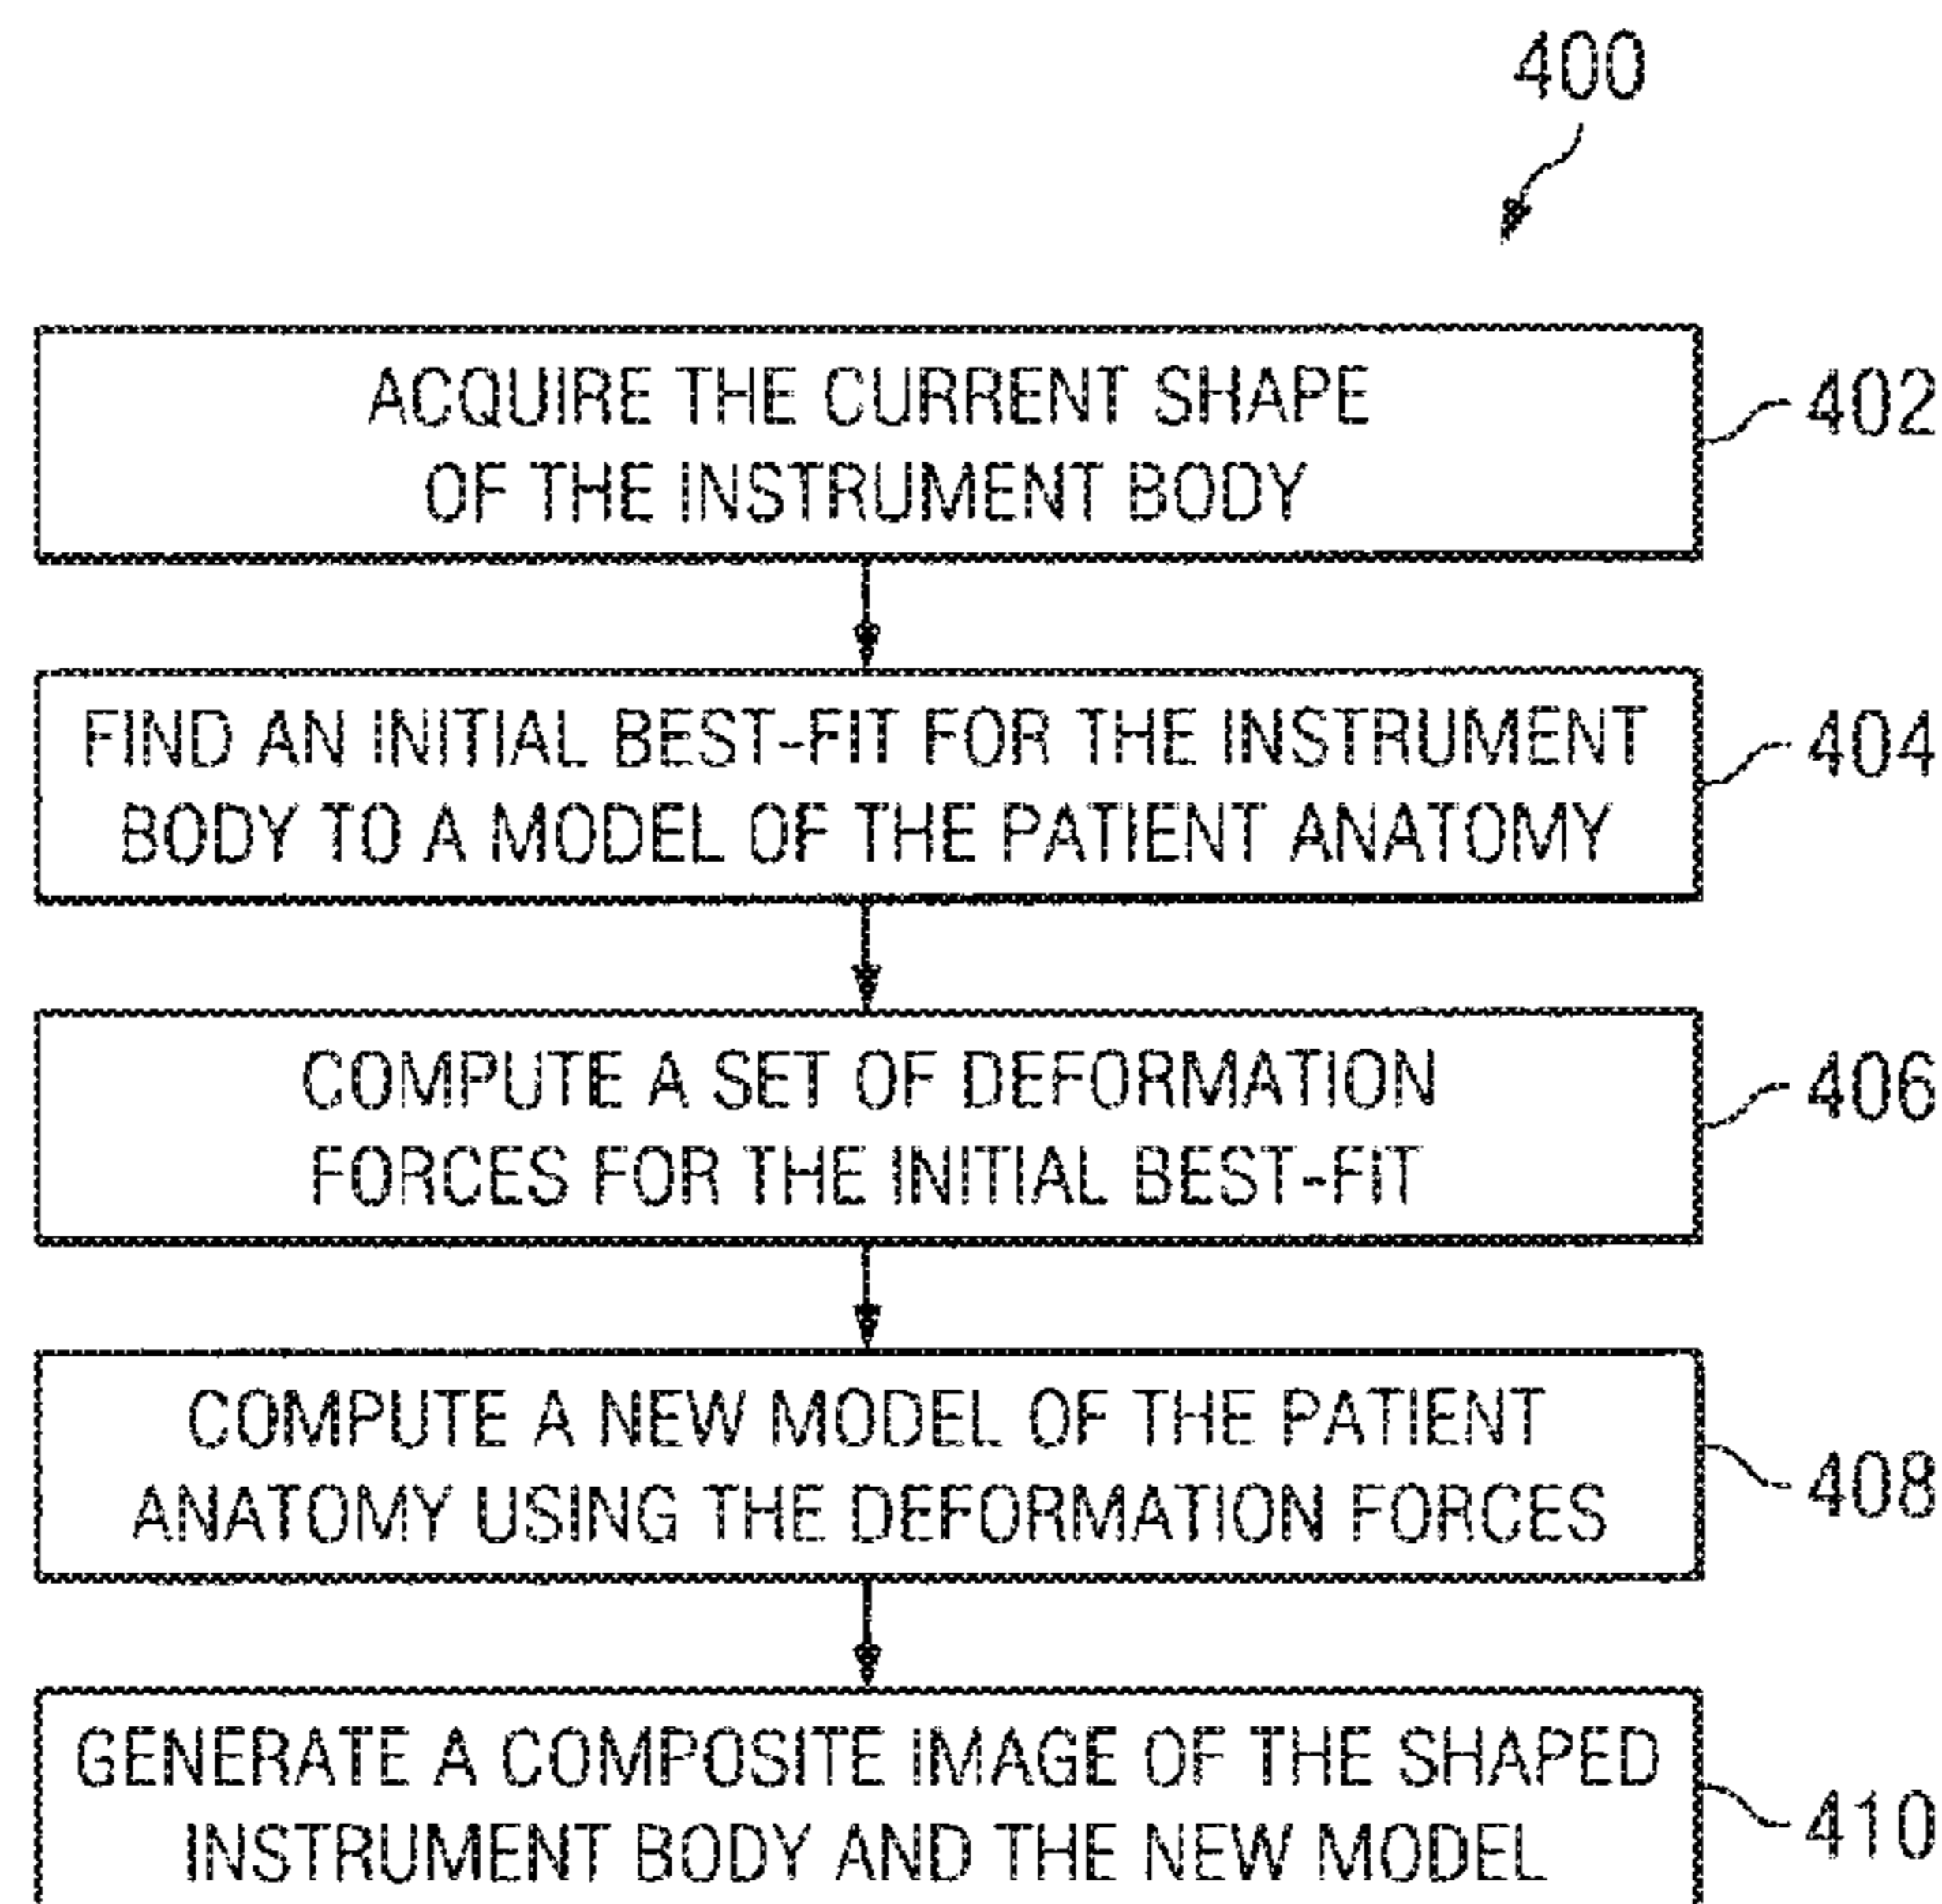 400
ACQUIRE THE CURRENT SHAPE
OF THE INSTRUMENT BODY
402
FIND AN INITIAL BEST-FIT FOR THE INSTRUMENT
BODY TO A MODEL OF THE PATIENT ANATOMY
404
COMPUTE A SET OF DEFORMATION
FORCES FOR THE INITIAL BEST-FIT
406
COMPUTE A NEW MODEL OF THE PATIENT
ANATOMY USING THE DEFORMATION FORCES
408
GENERATE A COMPOSITE IMAGE OF THE SHAPED
INSTRUMENT BODY AND THE NEW MODEL
410